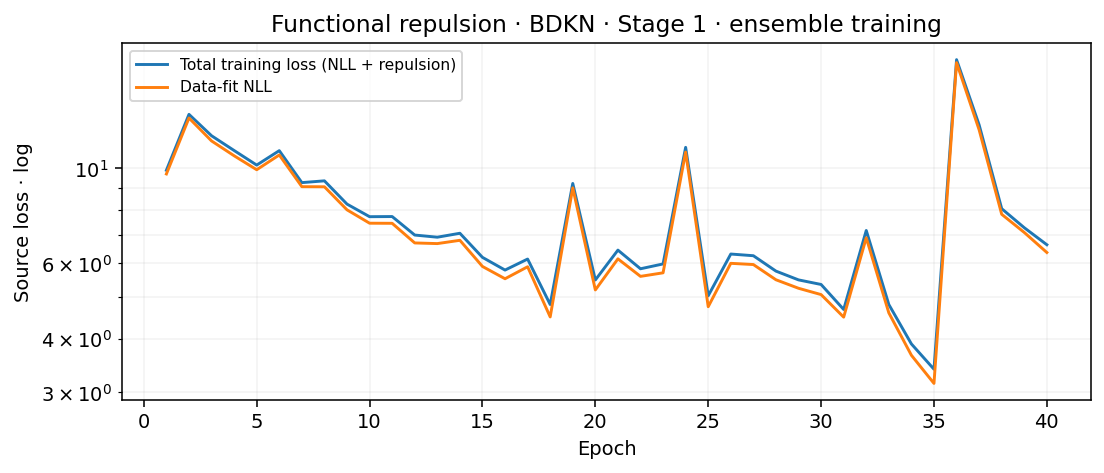 Functional repulsion · BDKN · Stage 1 · ensemble training
Total training loss (NLL + repulsion)
Data-fit NLL
Source loss · log
10¹
6 × 10⁰
4 × 10⁰
3 × 10⁰
0 5 10 15 20 25 30 35 40
Epoch